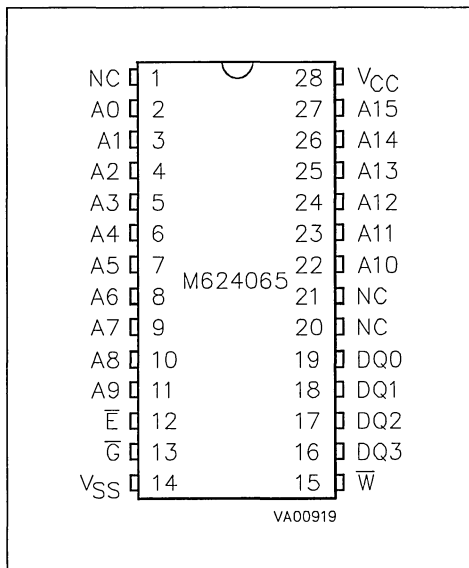 NC 1 28 VCC
A0 2 27 A15
A1 3 26 A14
A2 4 25 A13
A3 5 24 A12
A4 6 23 A11
A5 7 22 A10
M624065
A6 8 21 NC
A7 9 20 NC
A8 10 19 DQ0
A9 11 18 DQ1
E̅ 12 17 DQ2
G̅ 13 16 DQ3
VSS 14 15 W̅
VA00919